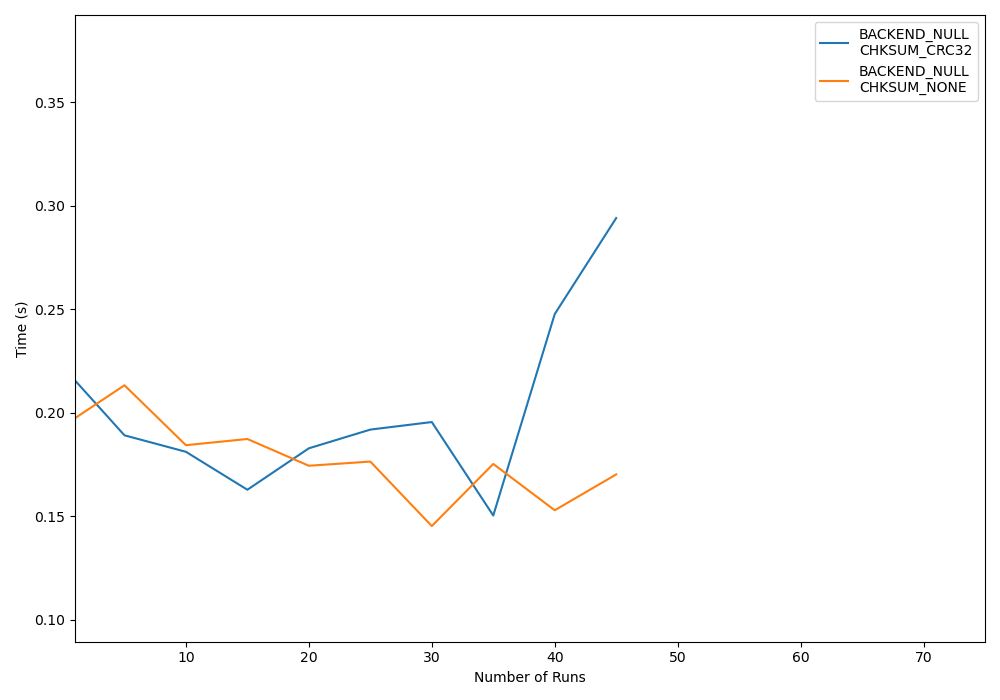 BACKEND_NULL
CHKSUM_CRC32
BACKEND_NULL
CHKSUM_NONE
0.35
0.30
0.25
0.20
0.15
0.10
Time (s)
10 20 30 40 50 60 70
Number of Runs